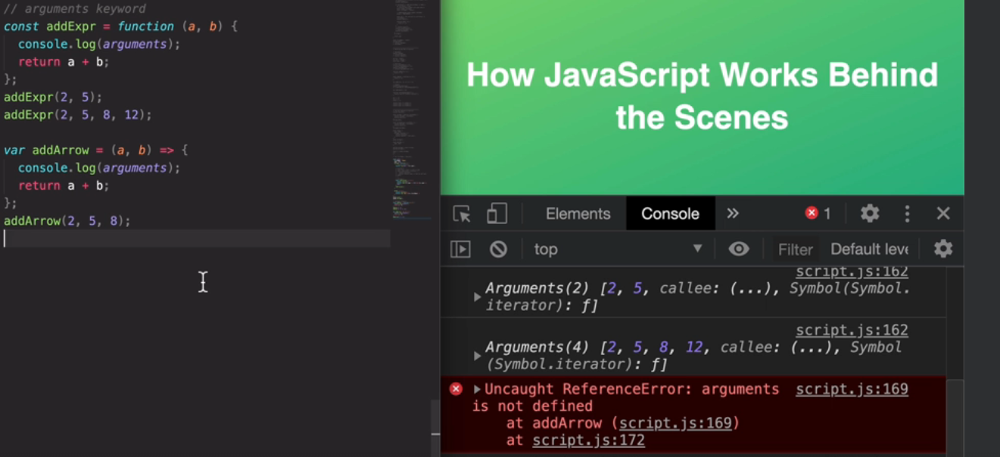 // arguments keyword
const addExpr = function (a, b) {
  console.log(arguments);
  return a + b;
};
addExpr(2, 5);
addExpr(2, 5, 8, 12);

var addArrow = (a, b) => {
  console.log(arguments);
  return a + b;
};
addArrow(2, 5, 8);
How JavaScript Works Behind
the Scenes
Elements Console » 1
top Filter Default leve
script.js:162
Arguments(2) [2, 5, callee: (...), Symbol(Symbol.
iterator): ƒ]
script.js:162
Arguments(4) [2, 5, 8, 12, callee: (...), Symbol
(Symbol.iterator): ƒ]
Uncaught ReferenceError: arguments script.js:169
is not defined
    at addArrow (script.js:169)
    at script.js:172